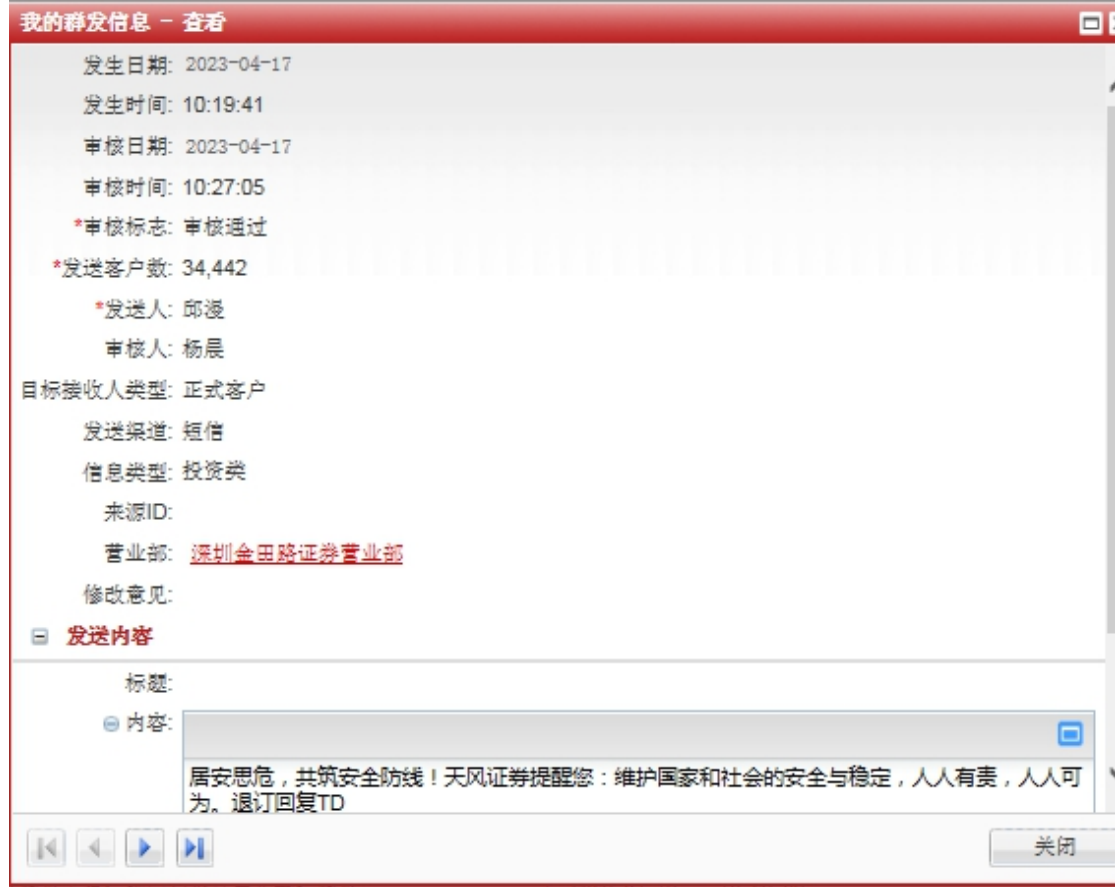 我的群发信息 - 查看
发生日期: 2023-04-17
发生时间: 10:19:41
审核日期: 2023-04-17
审核时间: 10:27:05
*审核标志: 审核通过
*发送客户数: 34,442
*发送人: 邱漫
审核人: 杨晨
目标接收人类型: 正式客户
发送渠道: 短信
信息类型: 投资类
来源ID:
营业部: 深圳金田路证券营业部
修改意见:
发送内容
标题:
内容:
居安思危，共筑安全防线！天风证券提醒您：维护国家和社会的安全与稳定，人人有责，人人可
为。退订回复TD
关闭